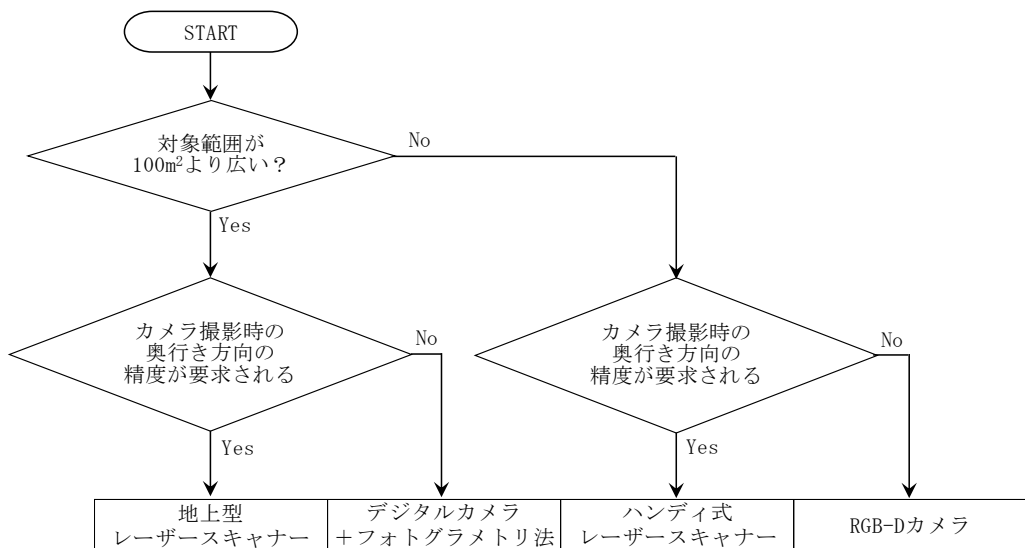 START
対象範囲が
100m²より広い？
No
Yes
カメラ撮影時の
奥行き方向の
精度が要求される
No
Yes
カメラ撮影時の
奥行き方向の
精度が要求される
No
Yes
地上型
レーザースキャナー
デジタルカメラ
＋フォトグラメトリ法
ハンディ式
レーザースキャナー
RGB-Dカメラ